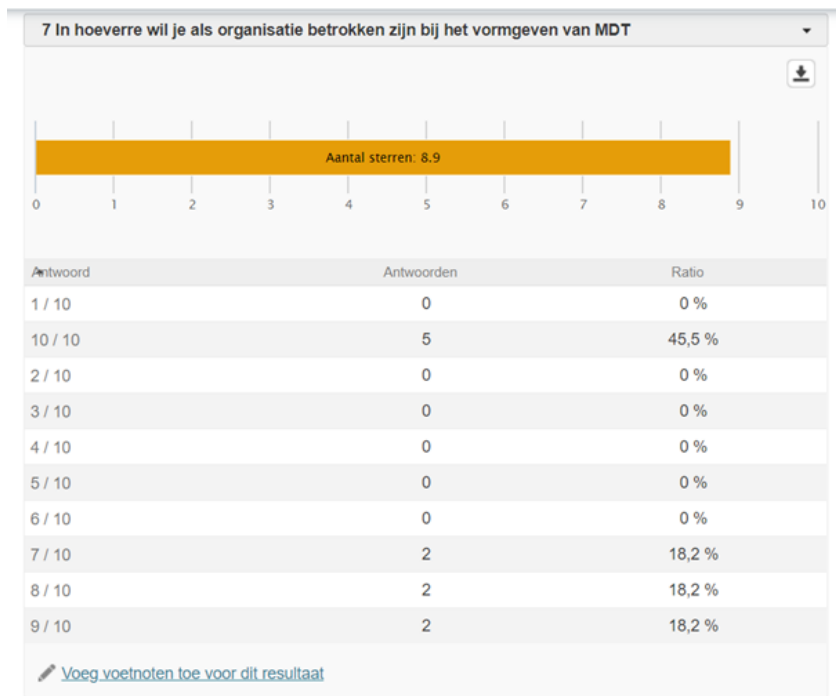 7 In hoeverre wil je als organisatie betrokken zijn bij het vormgeven van MDT
Aantal sterren: 8.9
0 1 2 3 4 5 6 7 8 9 10
Antwoord Antwoorden Ratio
1 / 10 0 0 %
10 / 10 5 45,5 %
2 / 10 0 0 %
3 / 10 0 0 %
4 / 10 0 0 %
5 / 10 0 0 %
6 / 10 0 0 %
7 / 10 2 18,2 %
8 / 10 2 18,2 %
9 / 10 2 18,2 %
Voeg voetnoten toe voor dit resultaat